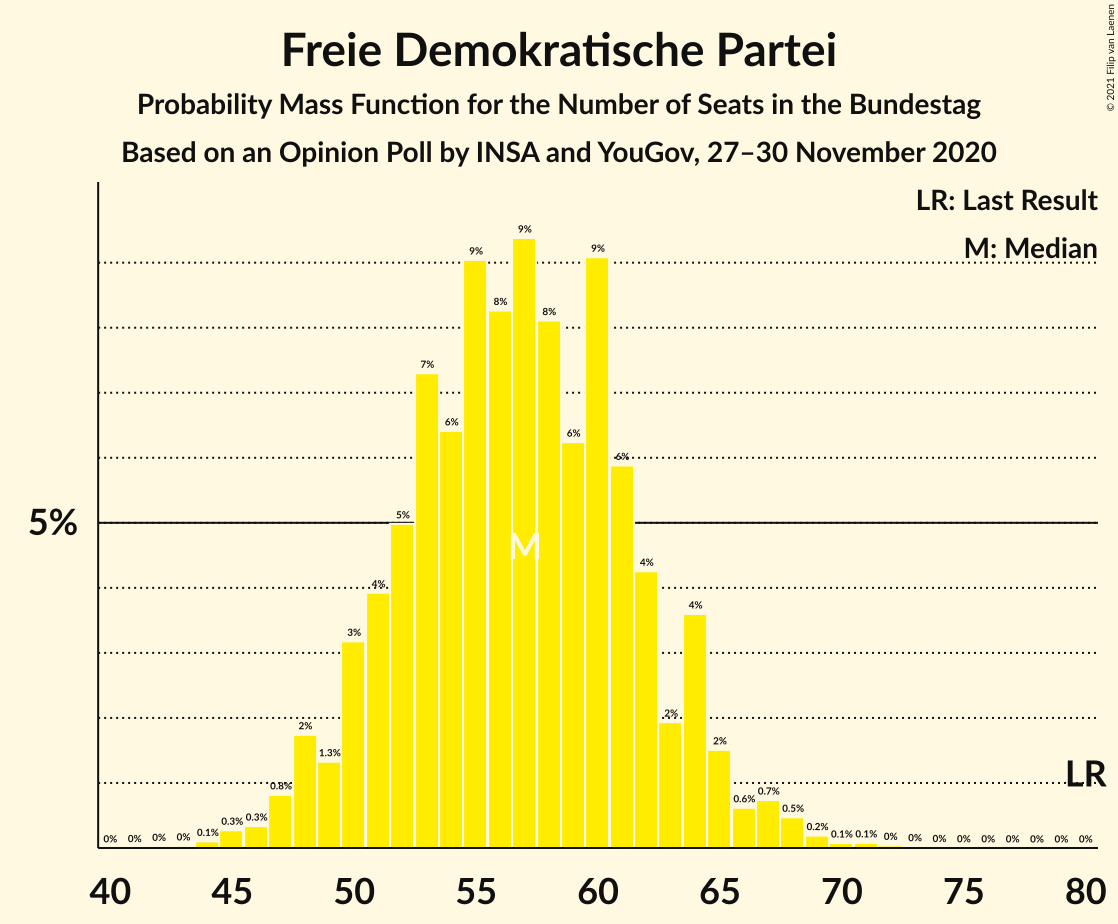 Freie Demokratische Partei
Probability Mass Function for the Number of Seats in the Bundestag
Based on an Opinion Poll by INSA and YouGov, 27–30 November 2020
© 2021 Filip van Laenen
LR: Last Result
M: Median
5%
0% 0% 0% 0% 0.1% 0.3% 0.3% 0.8% 2% 1.3% 3% 4% 5% 7% 6% 9% 8% 9% 8% 6% 9% 6% 4% 2% 4% 2% 0.6% 0.7% 0.5% 0.2% 0.1% 0.1% 0% 0% 0% 0% 0% 0% 0% 0% 0%
M
LR
40 45 50 55 60 65 70 75 80